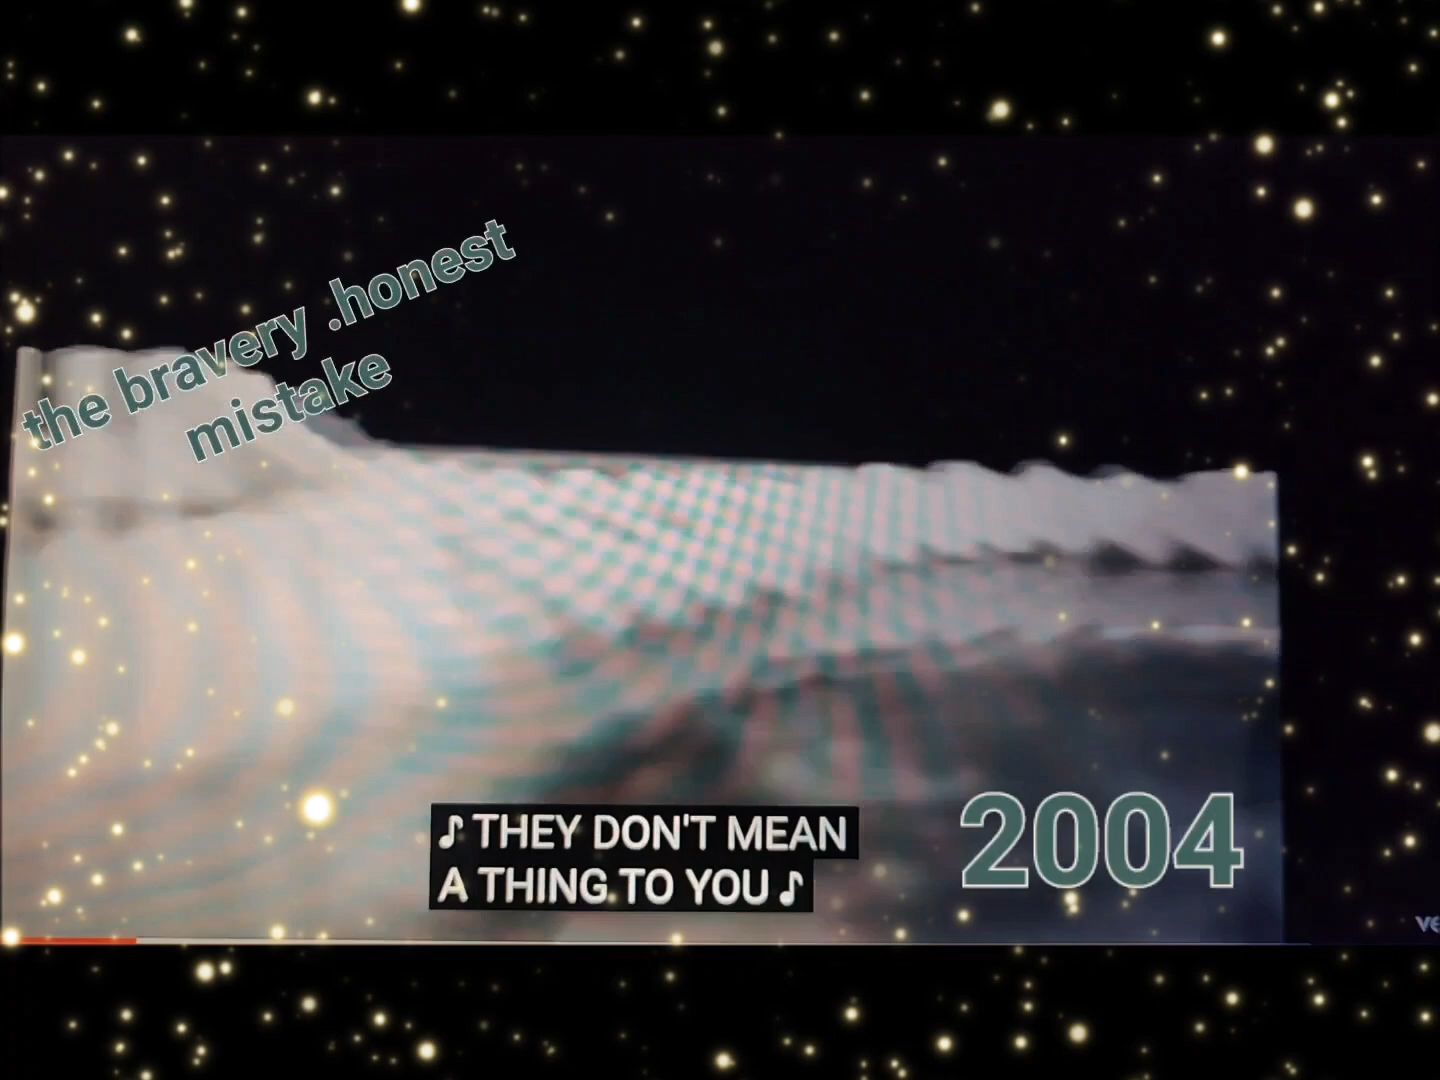 the bravery .honest
mistake
♪ THEY DON'T MEAN
A THING TO YOU ♪
2004